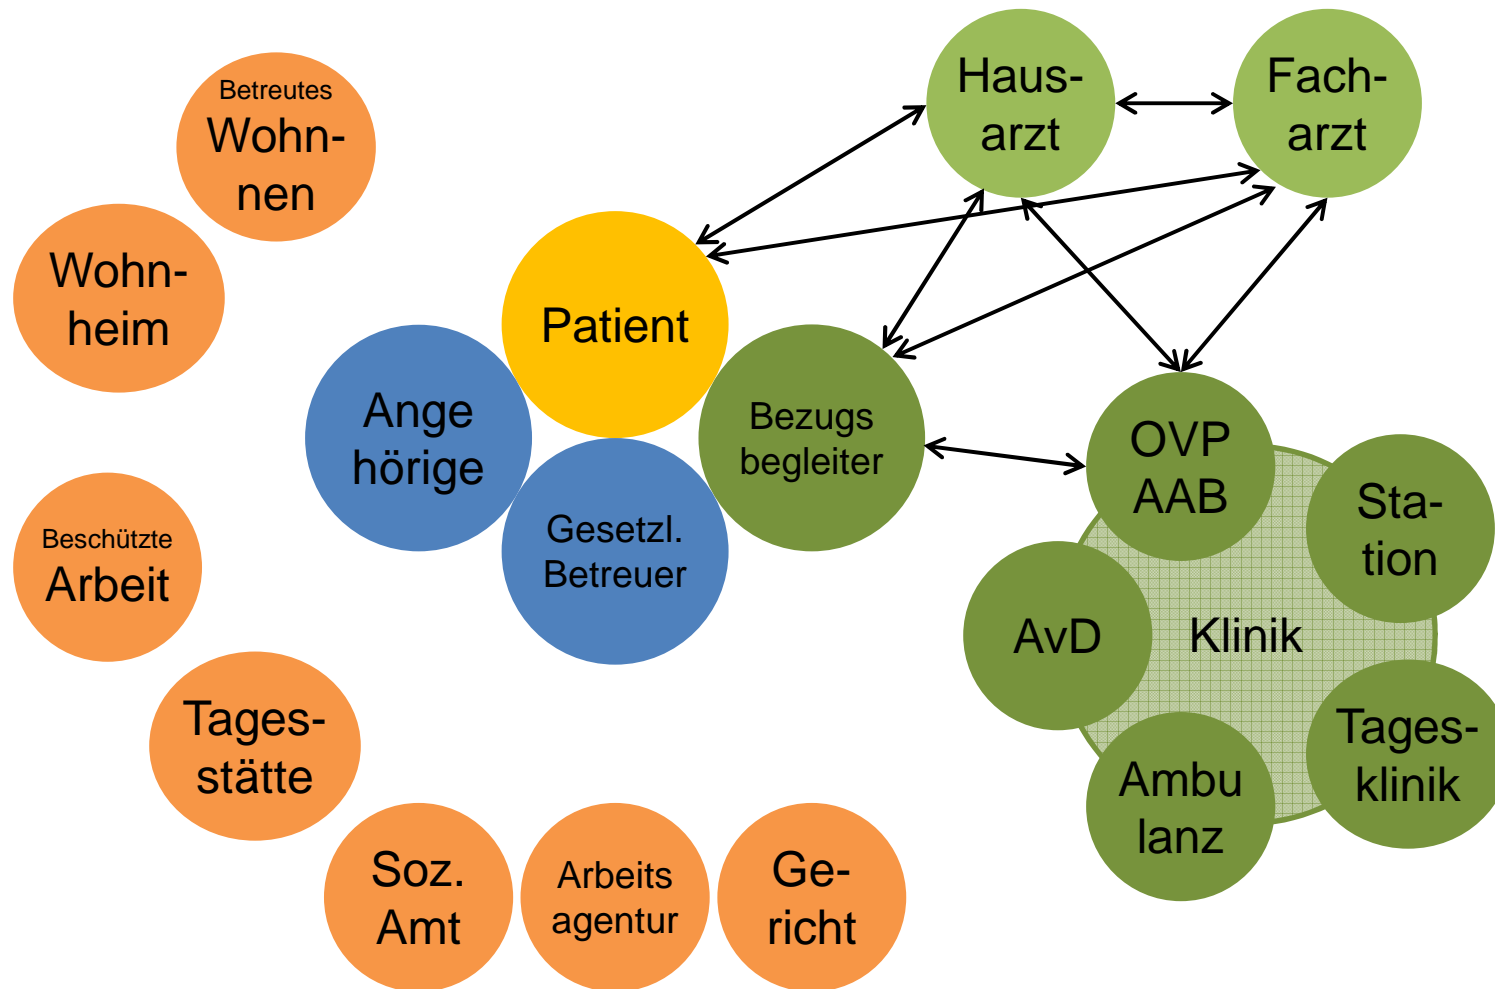 Betreutes
Wohn-
nen
Wohn-
heim
Beschützte
Arbeit
Tages-
stätte
Soz.
Amt
Arbeits
agentur
Ge-
richt
Patient
Ange
hörige
Gesetzl.
Betreuer
Bezugs
begleiter
Haus-
arzt
Fach-
arzt
OVP
AAB
Sta-
tion
AvD
Klinik
Tages-
klinik
Ambu
lanz